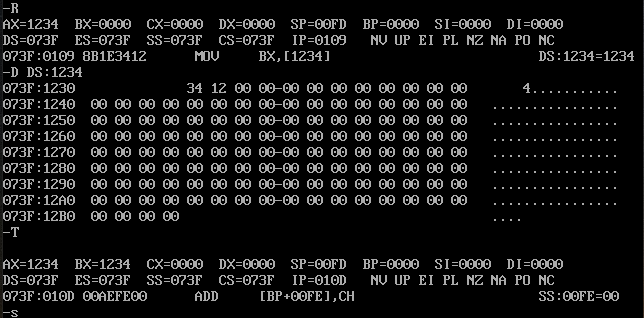 -R
AX=1234  BX=0000  CX=0000  DX=0000  SP=00FD  BP=0000  SI=0000  DI=0000
DS=073F  ES=073F  SS=073F  CS=073F  IP=0109   NV UP EI PL NZ NA PO NC
073F:0109 8B1E3412      MOV     BX,[1234]                          DS:1234=1234
-D DS:1234
073F:1230              34 12 00 00-00 00 00 00 00 00 00 00       4...........
073F:1240  00 00 00 00 00 00 00 00-00 00 00 00 00 00 00 00   ................
073F:1250  00 00 00 00 00 00 00 00-00 00 00 00 00 00 00 00   ................
073F:1260  00 00 00 00 00 00 00 00-00 00 00 00 00 00 00 00   ................
073F:1270  00 00 00 00 00 00 00 00-00 00 00 00 00 00 00 00   ................
073F:1280  00 00 00 00 00 00 00 00-00 00 00 00 00 00 00 00   ................
073F:1290  00 00 00 00 00 00 00 00-00 00 00 00 00 00 00 00   ................
073F:12A0  00 00 00 00 00 00 00 00-00 00 00 00 00 00 00 00   ................
073F:12B0  00 00 00 00                                       ....
-T
AX=1234  BX=1234  CX=0000  DX=0000  SP=00FD  BP=0000  SI=0000  DI=0000
DS=073F  ES=073F  SS=073F  CS=073F  IP=010D   NV UP EI PL NZ NA PO NC
073F:010D 00AEFE00      ADD     [BP+00FE],CH                       SS:00FE=00
-s